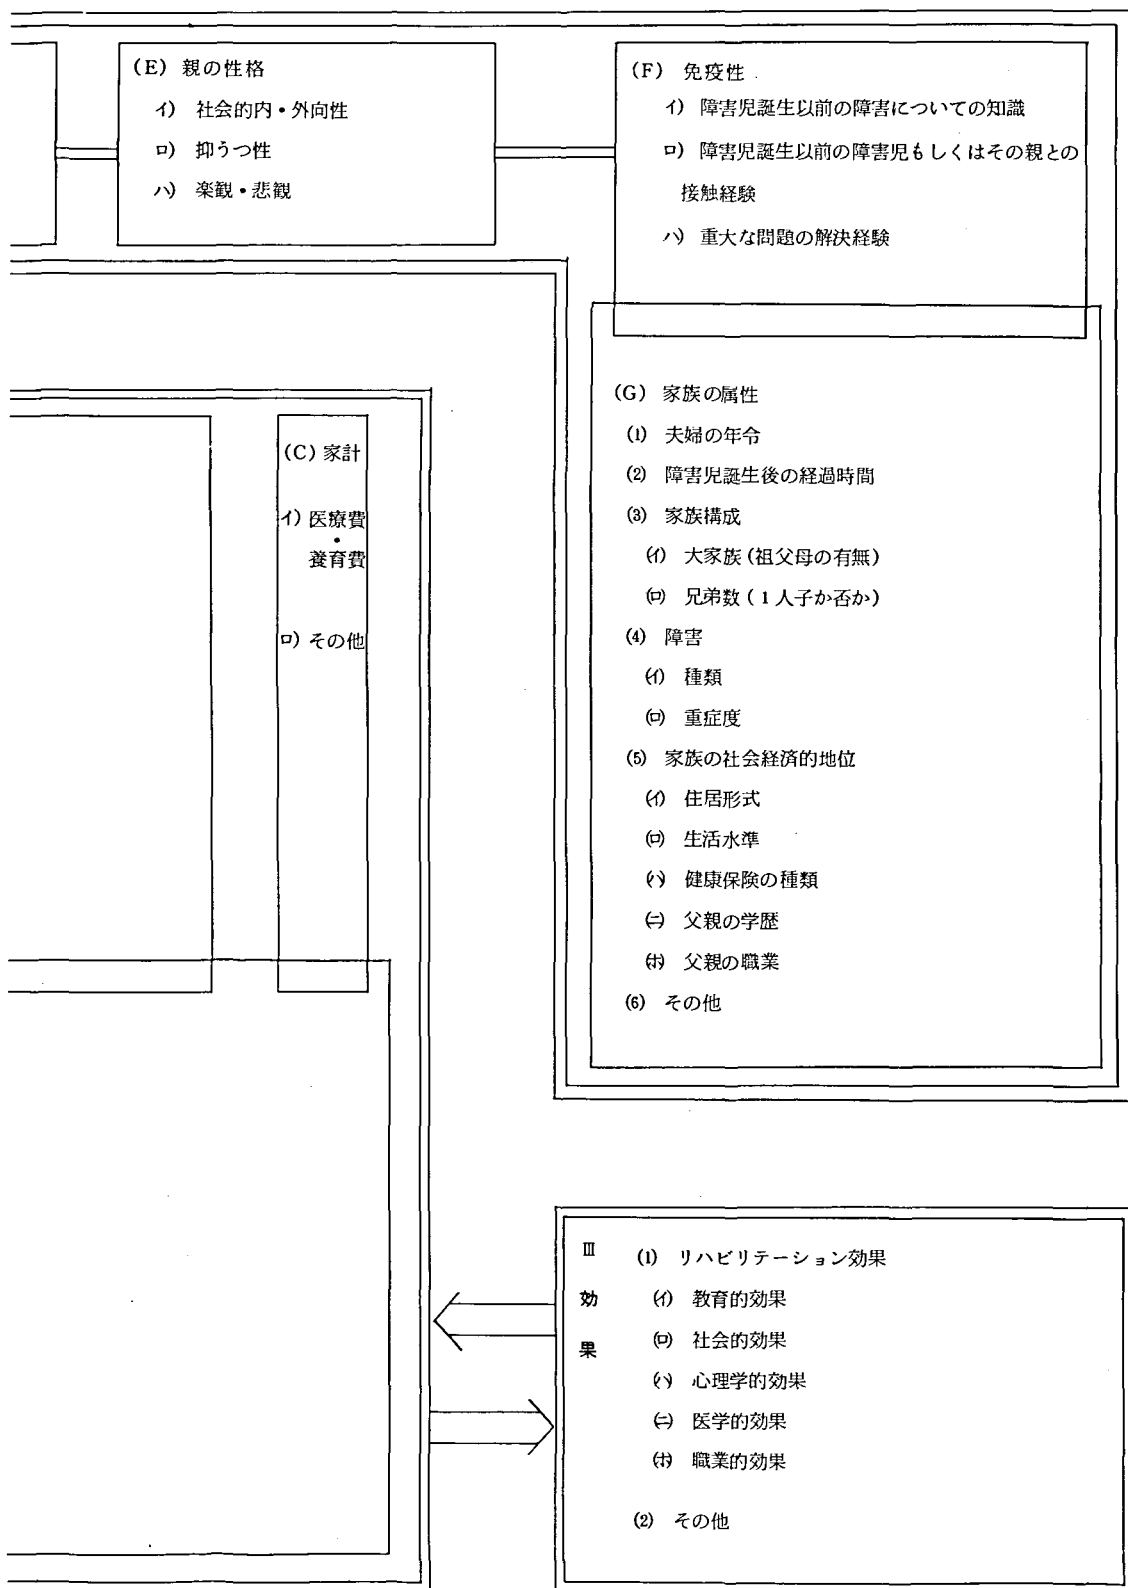 (E) 親の性格
イ) 社会的内・外向性
ロ) 抑うつ性
ハ) 楽観・悲観
(F) 免疫性
イ) 障害児誕生以前の障害についての知識
ロ) 障害児誕生以前の障害児もしくはその親との
接触経験
ハ) 重大な問題の解決経験
(G) 家族の属性
(1) 夫婦の年令
(2) 障害児誕生後の経過時間
(3) 家族構成
(イ) 大家族(祖父母の有無)
(ロ) 兄弟数(1人子か否か)
(4) 障害
(イ) 種類
(ロ) 重症度
(5) 家族の社会経済的地位
(イ) 住居形式
(ロ) 生活水準
(ハ) 健康保険の種類
(ニ) 父親の学歴
(ホ) 父親の職業
(6) その他
(C) 家計
イ) 医療費
・
養育費
ロ) その他
Ⅲ 効果
(1) リハビリテーション効果
(イ) 教育的効果
(ロ) 社会的効果
(ハ) 心理学的効果
(ニ) 医学的効果
(ホ) 職業的効果
(2) その他